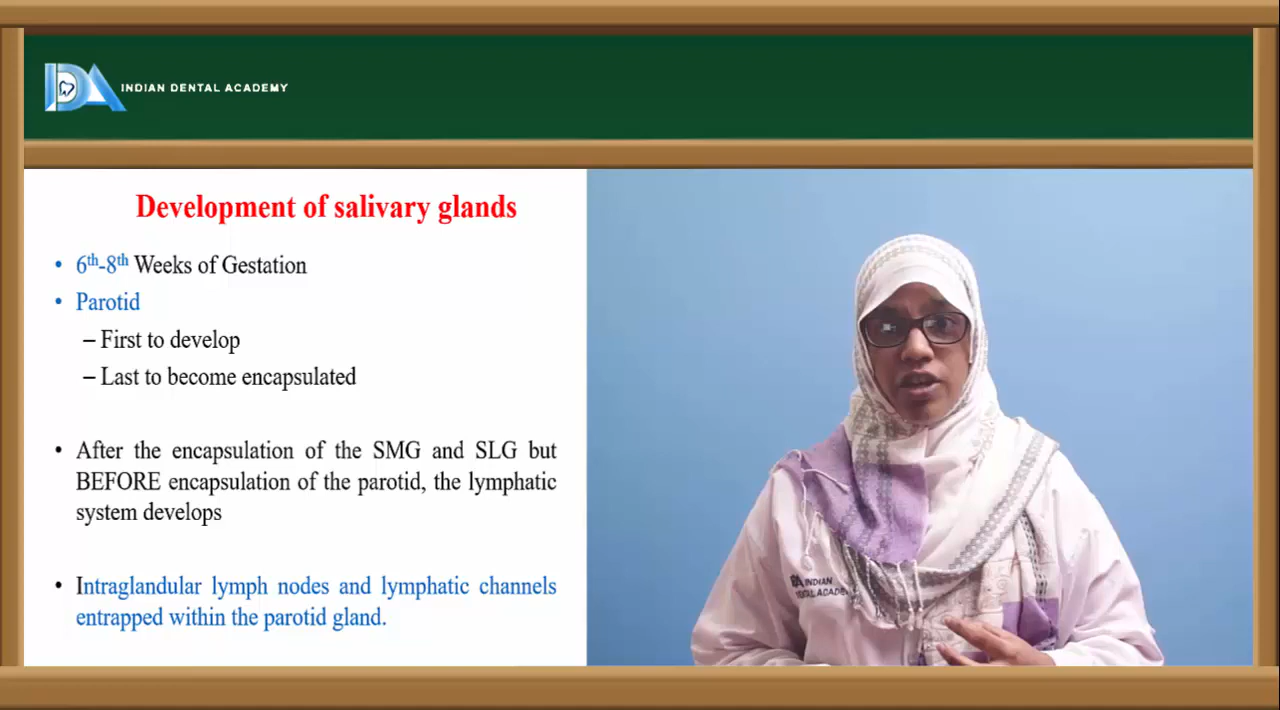 INDIAN DENTAL ACADEMY
Development of salivary glands
• 6th-8th Weeks of Gestation
• Parotid
– First to develop
– Last to become encapsulated
• After the encapsulation of the SMG and SLG but
BEFORE encapsulation of the parotid, the lymphatic
system develops
• Intraglandular lymph nodes and lymphatic channels
entrapped within the parotid gland.
INDIAN